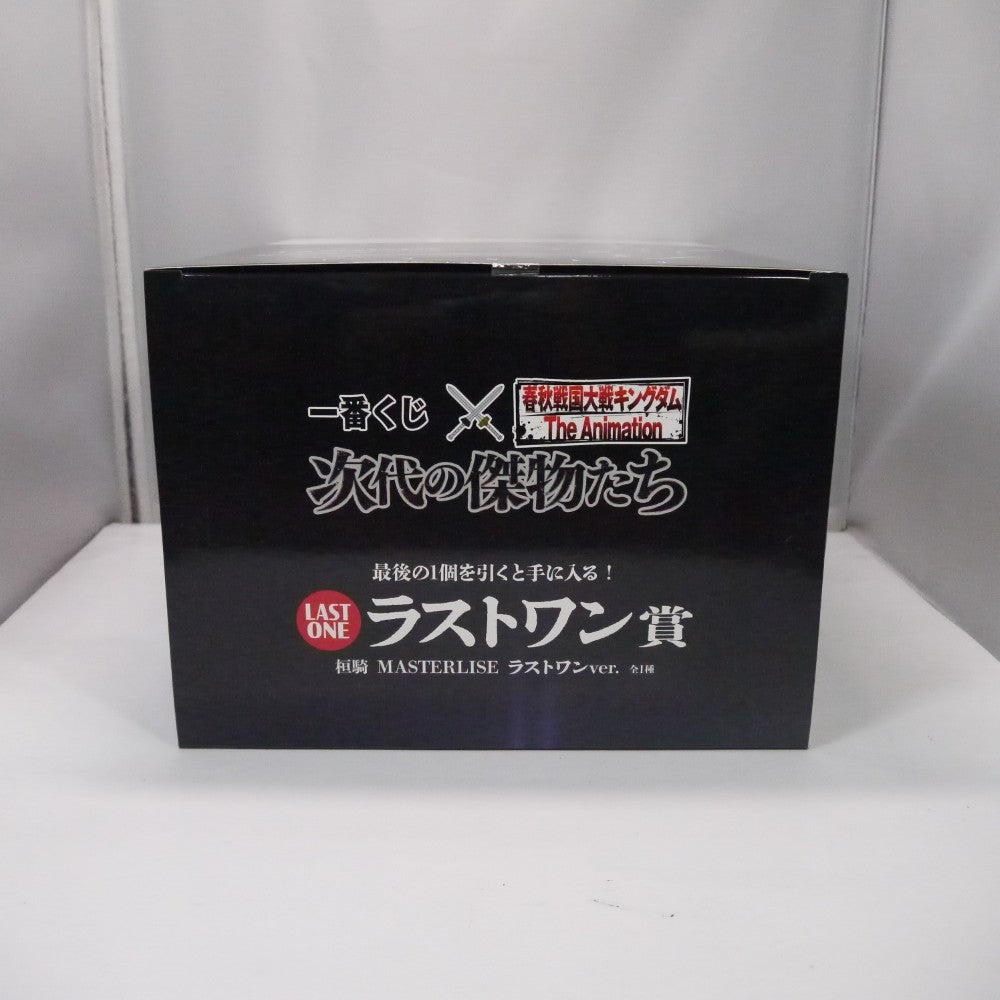 一番くじ
春秋戦国大戦キングダム
The Animation
次代の傑物たち
最後の1個を引くと手に入る！
LAST ONE ラストワン賞
桓騎 MASTERLISE ラストワンver. 全1種